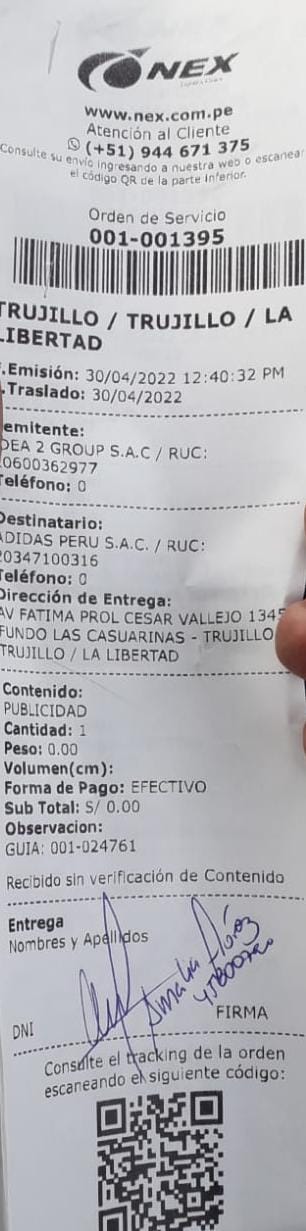 NEX
www.nex.com.pe
Atención al Cliente
(+51) 944 671 375
Consulte su envío ingresando a nuestra web o escanear
el código QR de la parte Inferior.
Orden de Servicio
001-001395
TRUJILLO / TRUJILLO / LA
LIBERTAD
.Emisión: 30/04/2022 12:40:32 PM
.Traslado: 30/04/2022
emitente:
DEA 2 GROUP S.A.C / RUC:
0600362977
Teléfono: 0
Destinatario:
ADIDAS PERU S.A.C. / RUC:
20347100316
Teléfono: 0
Dirección de Entrega:
AV FATIMA PROL CESAR VALLEJO 1345
FUNDO LAS CASUARINAS - TRUJILLO
TRUJILLO / LA LIBERTAD
Contenido:
PUBLICIDAD
Cantidad: 1
Peso: 0.00
Volumen(cm):
Forma de Pago: EFECTIVO
Sub Total: S/ 0.00
Observacion:
GUIA: 001-024761
Recibido sin verificación de Contenido
Entrega
Nombres y Apellidos
Amalia Flórez
DNI
FIRMA
Consulte el tracking de la orden
escaneando el siguiente código: